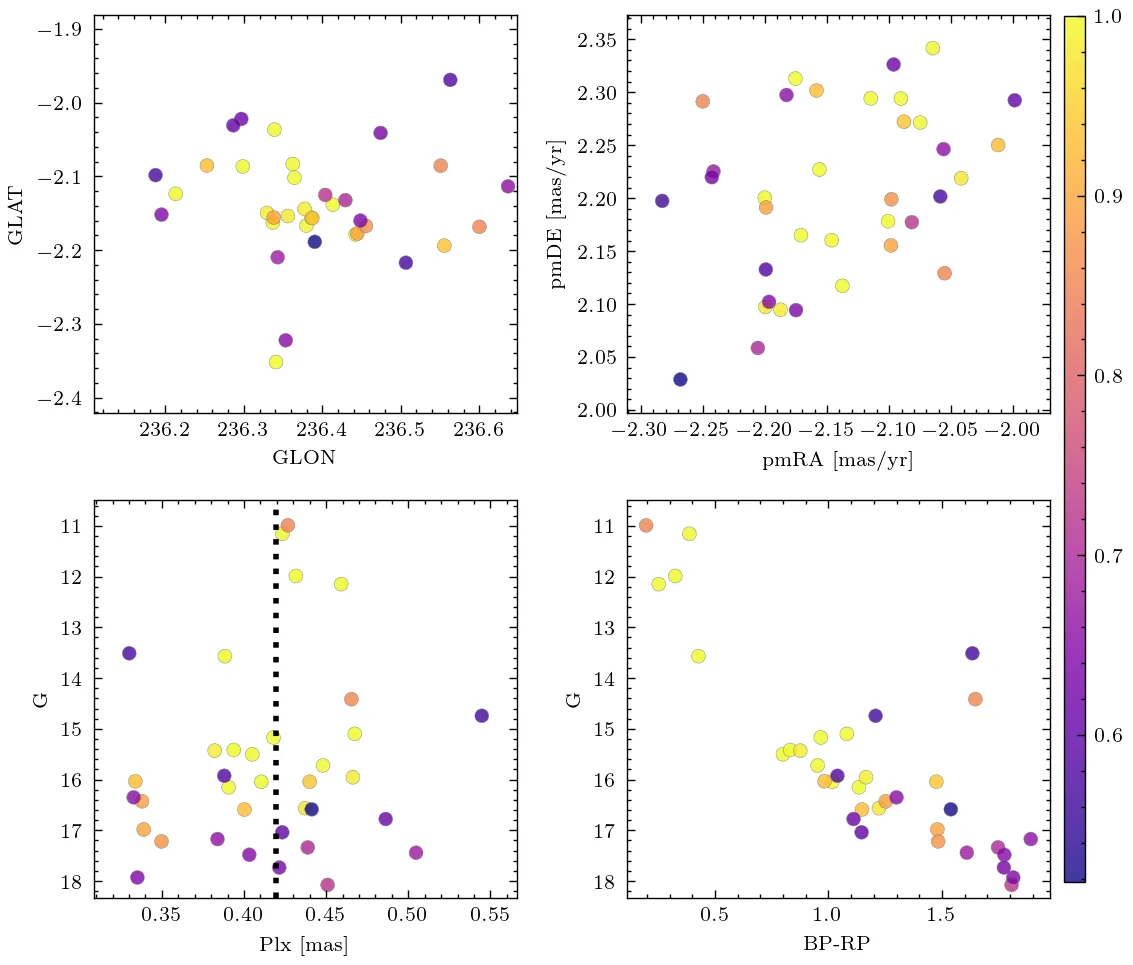 −1.9
−2.0
−2.1
−2.2
−2.3
−2.4
GLAT
236.2 236.3 236.4 236.5 236.6
GLON
2.35
2.30
2.25
2.20
2.15
2.10
2.05
2.00
pmDE [mas/yr]
−2.30 −2.25 −2.20 −2.15 −2.10 −2.05 −2.00
pmRA [mas/yr]
1.0
0.9
0.8
0.7
0.6
11
12
13
14
15
16
17
18
G
0.35 0.40 0.45 0.50 0.55
Plx [mas]
11
12
13
14
15
16
17
18
G
0.5 1.0 1.5
BP-RP